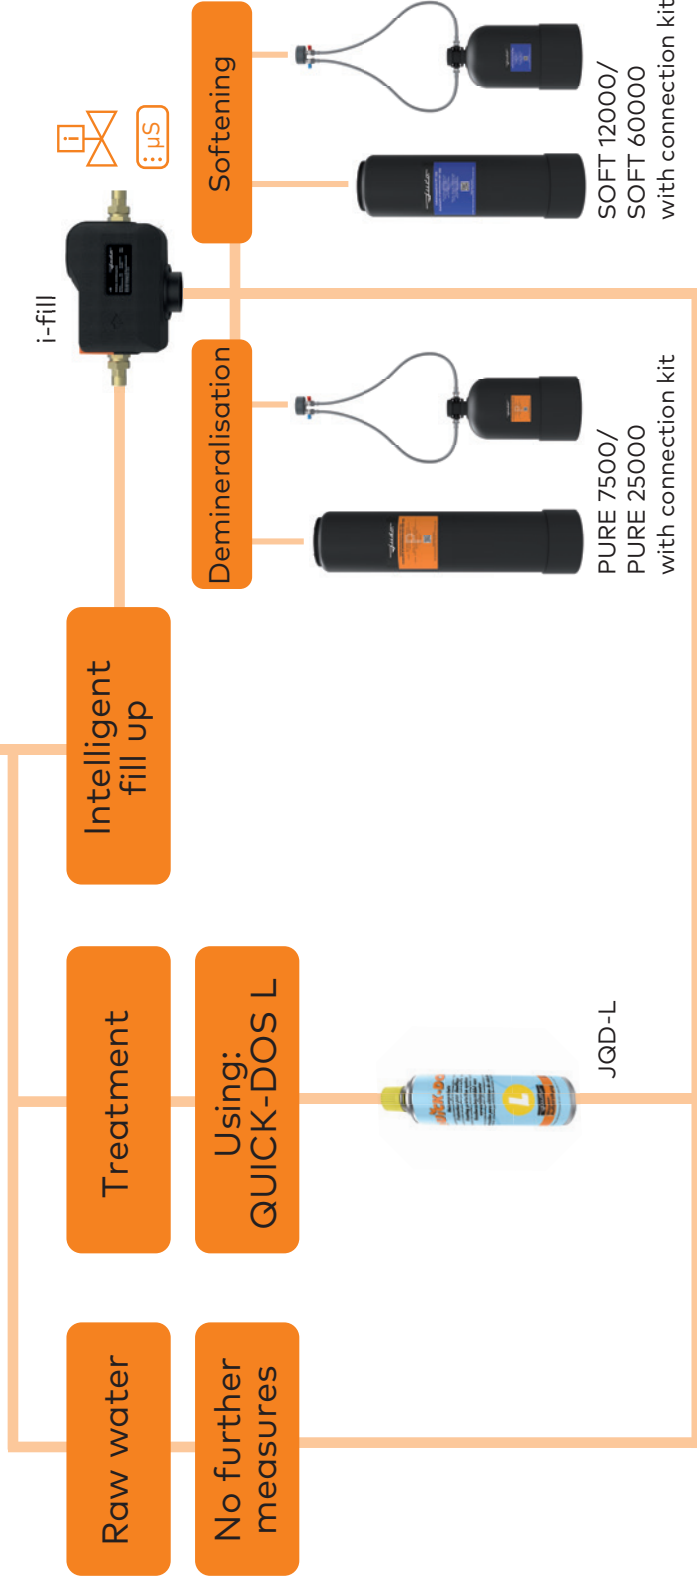 Raw water
No further
measures
Treatment
Using:
QUICK-DOS L
JQD-L
Intelligent
fill up
i-fill
i
µS
Demineralisation
PURE 7500/
PURE 25000
with connection kit
Softening
SOFT 12000/
SOFT 60000
with connection kit